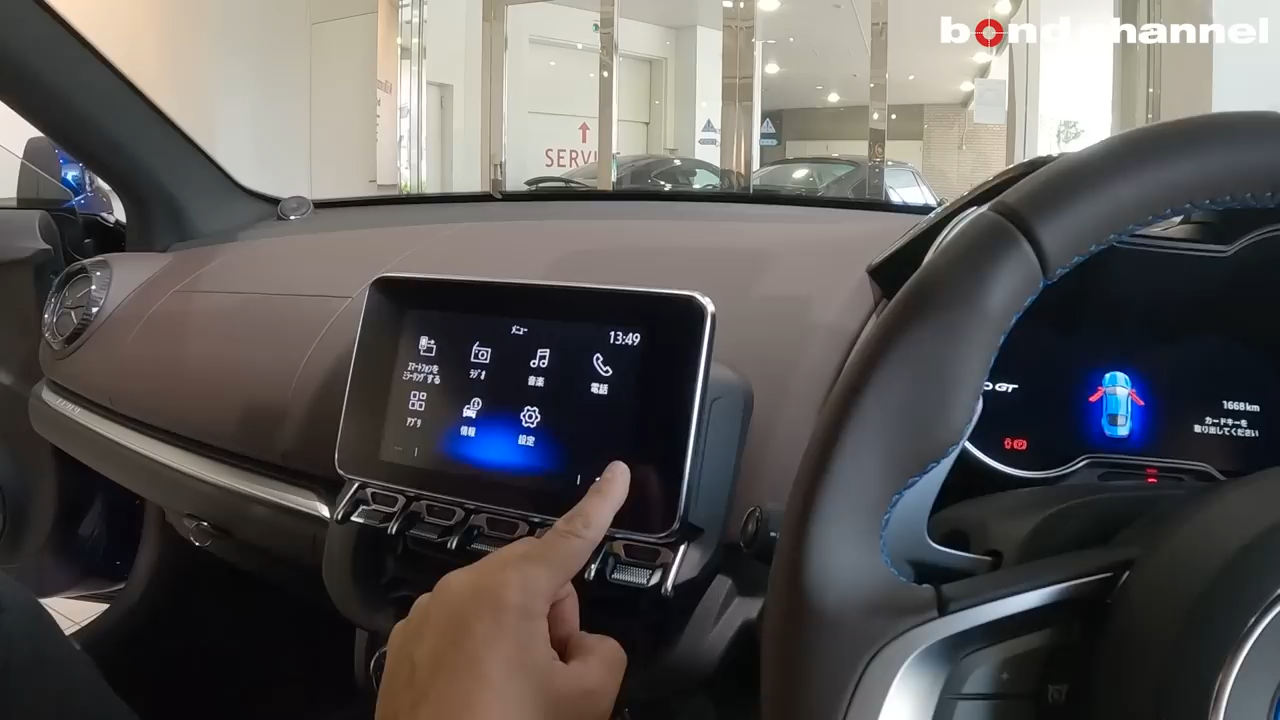 bond channel
SERVI
メニュー
13:49
スマートフォンを
ミラーリングする
ラジオ
音楽
電話
アプリ
情報
設定
GT
1668km
カードキーを
取り出してください